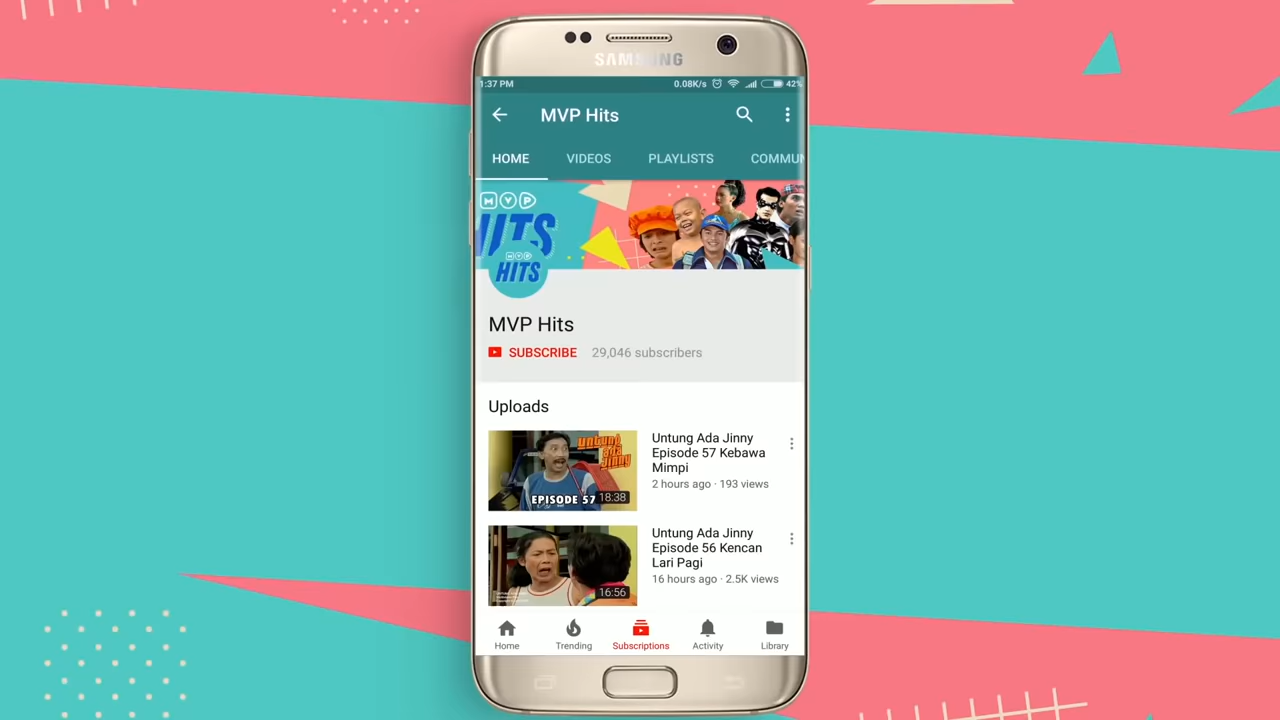 SAMSUNG
1:37 PM 0.08K/s 42%
MVP Hits
HOME VIDEOS PLAYLISTS COMMUN
MVP
HITS
MVP
HITS
MVP Hits
SUBSCRIBE 29,046 subscribers
Uploads
Untung Ada Jinny
Episode 57 Kebawa
Mimpi
2 hours ago · 193 views
UNTUNG
ADA
JINNY
EPISODE 57 18:38
Untung Ada Jinny
Episode 56 Kencan
Lari Pagi
16 hours ago · 2.5K views
16:56
Home Trending Subscriptions Activity Library